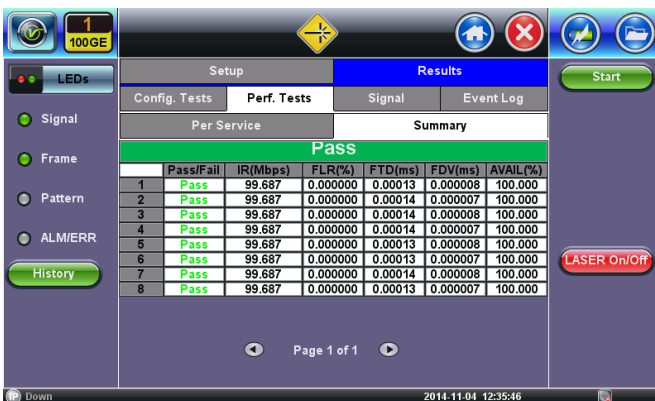 1
100GE
LEDs
Setup
Results
Start
Config. Tests
Perf. Tests
Signal
Event Log
Signal
Per Service
Summary
Pass
Frame
Pass/Fail IR(Mbps) FLR(%) FTD(ms) FDV(ms) AVAIL(%)
1 Pass 99.687 0.000000 0.00013 0.000008 100.000
2 Pass 99.687 0.000000 0.00014 0.000007 100.000
3 Pass 99.687 0.000000 0.00014 0.000008 100.000
4 Pass 99.687 0.000000 0.00014 0.000007 100.000
5 Pass 99.687 0.000000 0.00013 0.000008 100.000
6 Pass 99.687 0.000000 0.00013 0.000007 100.000
7 Pass 99.687 0.000000 0.00014 0.000008 100.000
8 Pass 99.687 0.000000 0.00013 0.000007 100.000
Pattern
ALM/ERR
History
LASER On/Off
Page 1 of 1
IP Down
2014-11-04 12:35:46